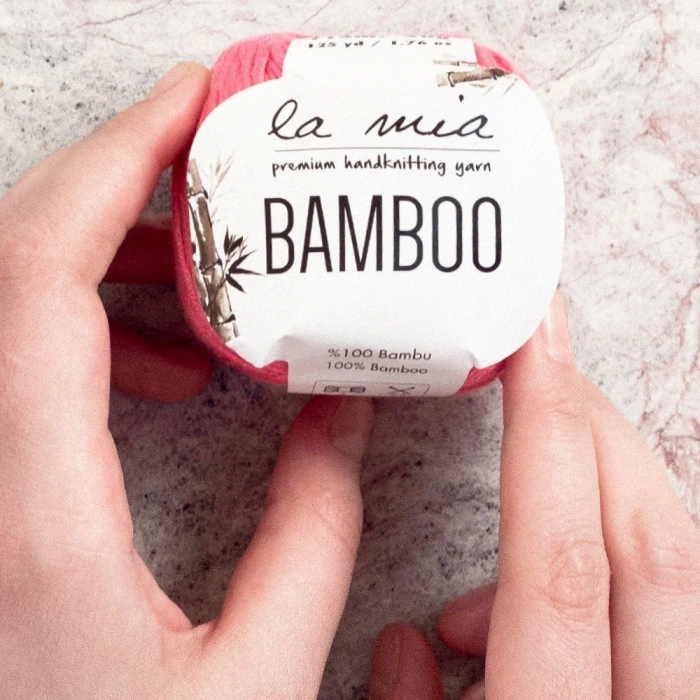 125 yd / 1.76 oz
la mia
premium handknitting yarn
BAMBOO
%100 Bambu
100% Bamboo